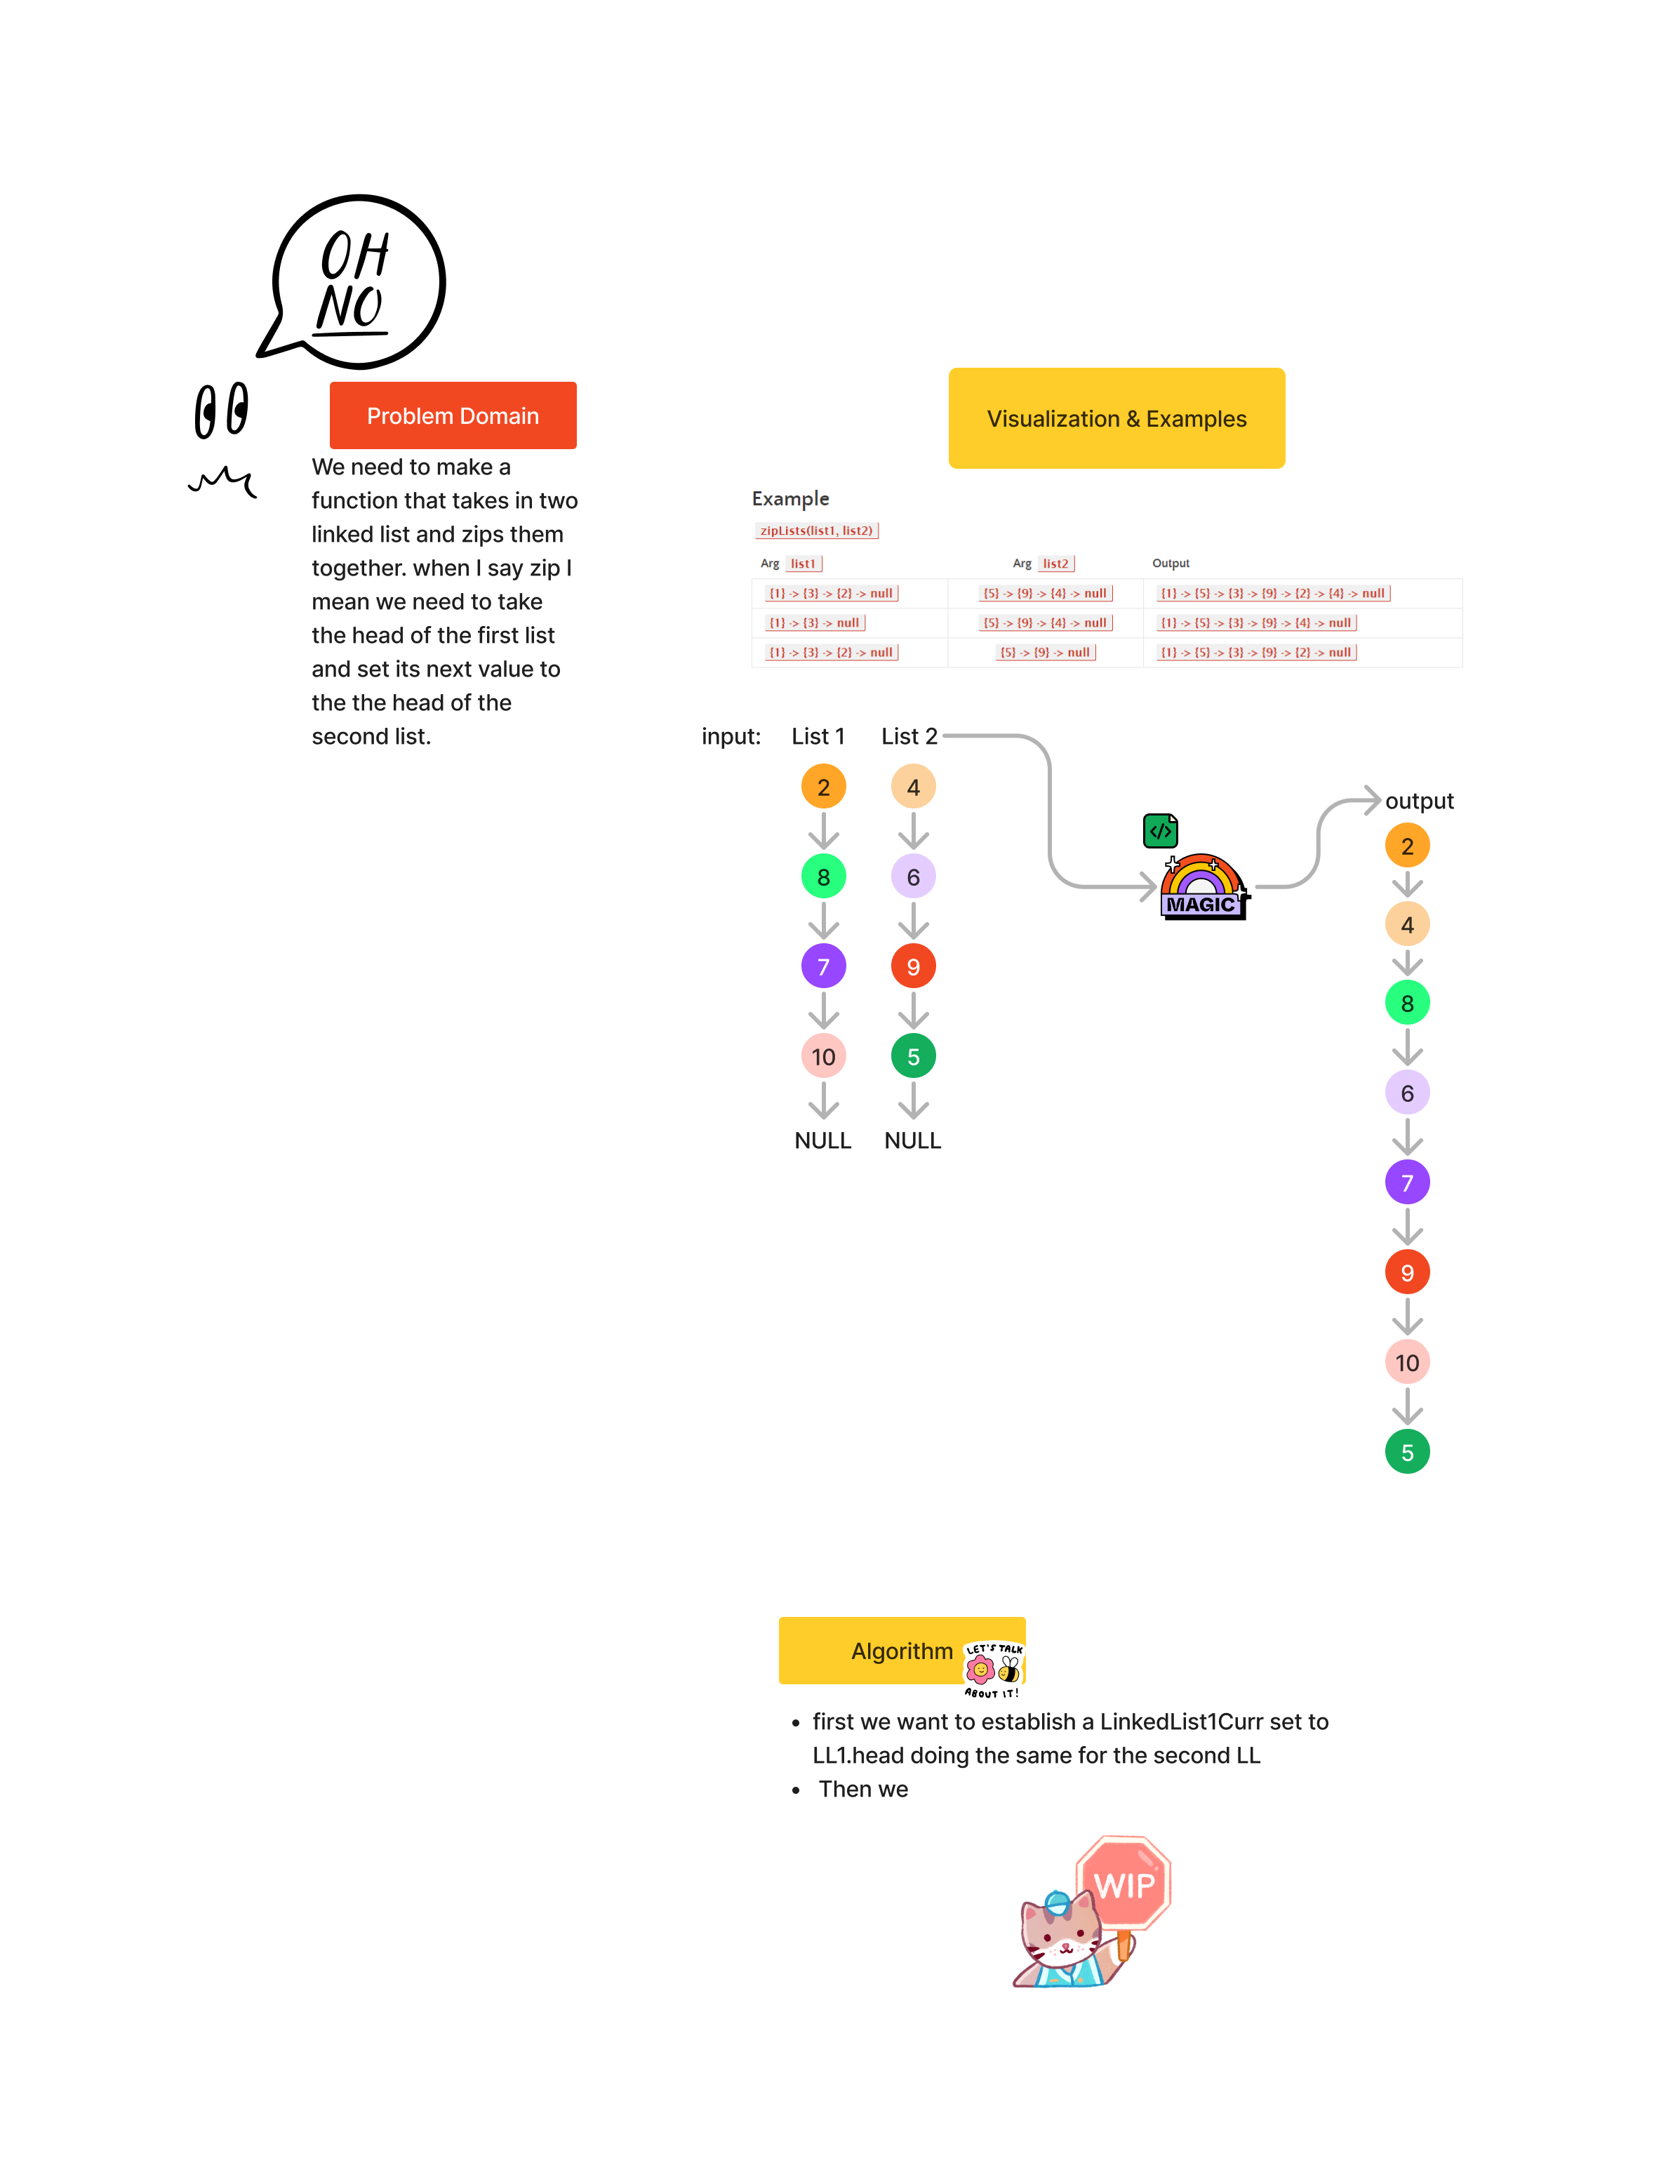 OH
NO
Problem Domain
We need to make a
function that takes in two
linked list and zips them
together. when I say zip I
mean we need to take
the head of the first list
and set its next value to
the the head of the
second list.
Visualization & Examples
Example
zipLists(list1, list2)
Arg list1 Arg list2 Output
{1} -> {3} -> {2} -> null {5} -> {9} -> {4} -> null {1} -> {5} -> {3} -> {9} -> {2} -> {4} -> null
{1} -> {3} -> null {5} -> {9} -> {4} -> null {1} -> {5} -> {3} -> {9} -> {4} -> null
{1} -> {3} -> {2} -> null {5} -> {9} -> null {1} -> {5} -> {3} -> {9} -> {2} -> null
input: List 1 List 2
2 4
8 6
7 9
10 5
NULL NULL
</>
MAGIC
output
2
4
8
6
7
9
10
5
Algorithm
LET'S TALK
ABOUT IT!
• first we want to establish a LinkedList1Curr set to
LL1.head doing the same for the second LL
• Then we
WIP